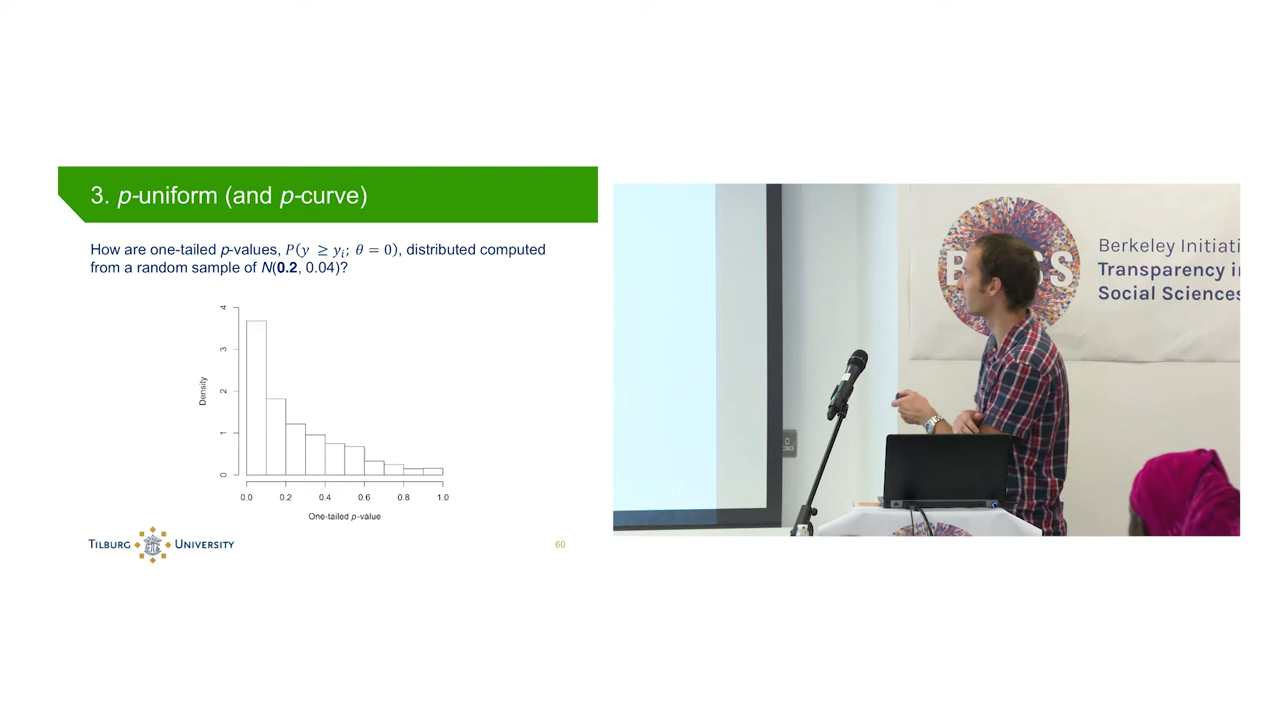 3. p-uniform (and p-curve)
How are one-tailed p-values, P(y ≥ yᵢ; θ = 0), distributed computed
from a random sample of N(0.2, 0.04)?
4
3
2
1
0
Density
0.0 0.2 0.4 0.6 0.8 1.0
One-tailed p-value
TILBURG UNIVERSITY
60
Berkeley Initiati
Transparency in
Social Sciences